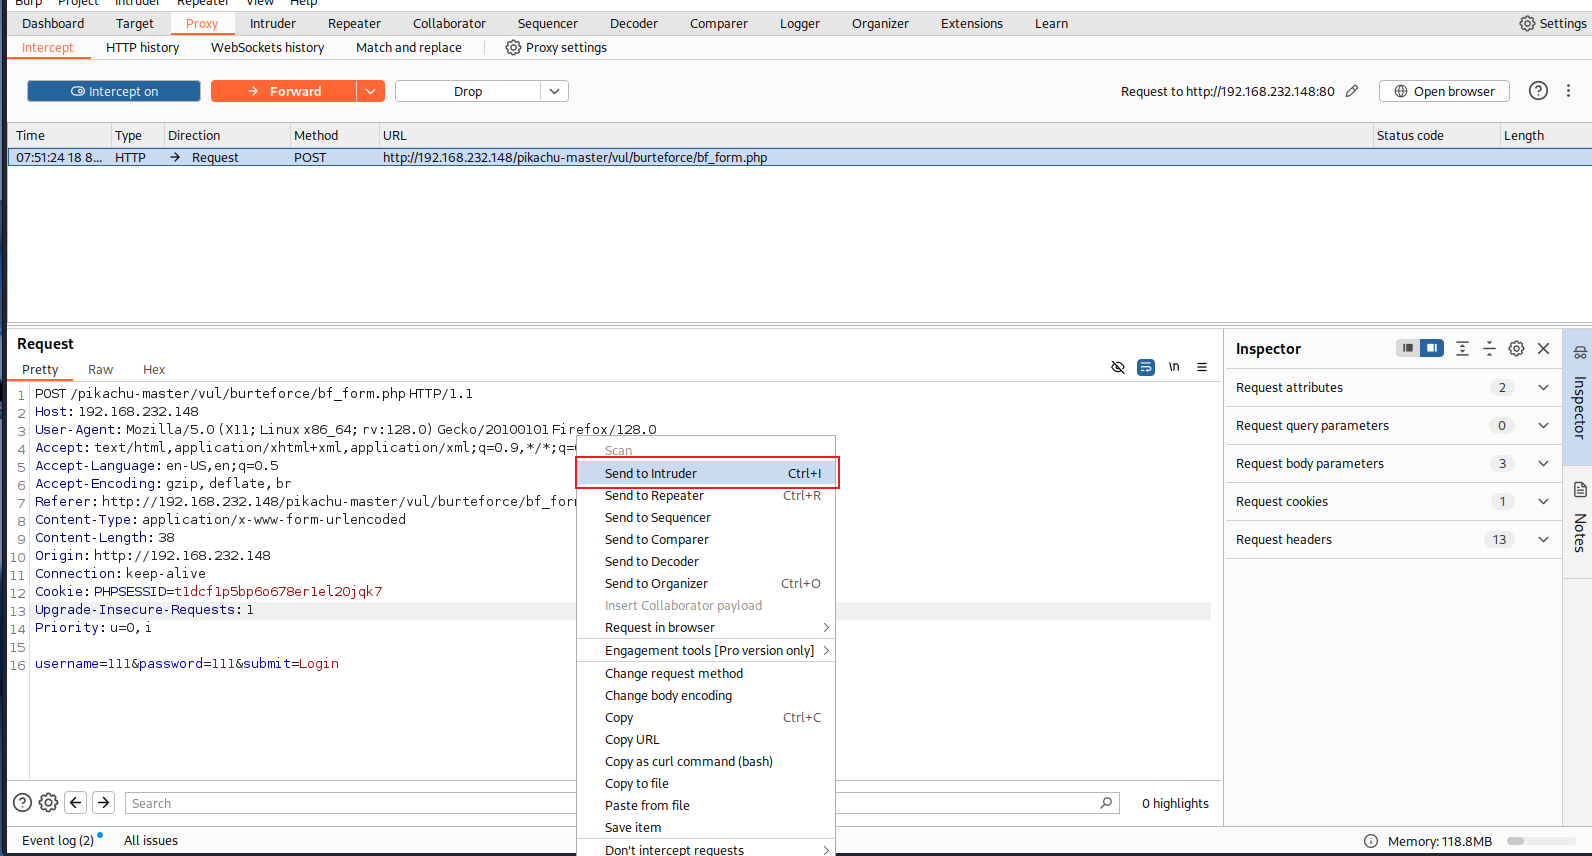 Burp Project Intruder Repeater View Help
Dashboard Target Proxy Intruder Repeater Collaborator Sequencer Decoder Comparer Logger Organizer Extensions Learn Settings
Intercept HTTP history WebSockets history Match and replace Proxy settings
Intercept on Forward Drop Request to http://192.168.232.148:80 Open browser
Time Type Direction Method URL Status code Length
07:51:24 18 8... HTTP Request POST http://192.168.232.148/pikachu-master/vul/burteforce/bf_form.php
Request
Pretty Raw Hex \n
1 POST /pikachu-master/vul/burteforce/bf_form.php HTTP/1.1
2 Host: 192.168.232.148
3 User-Agent: Mozilla/5.0 (X11; Linux x86_64; rv:128.0) Gecko/20100101 Firefox/128.0
4 Accept: text/html,application/xhtml+xml,application/xml;q=0.9,*/*;q=
5 Accept-Language: en-US,en;q=0.5
6 Accept-Encoding: gzip, deflate, br
7 Referer: http://192.168.232.148/pikachu-master/vul/burteforce/bf_for
8 Content-Type: application/x-www-form-urlencoded
9 Content-Length: 38
10 Origin: http://192.168.232.148
11 Connection: keep-alive
12 Cookie: PHPSESSID=t1dcf1p5bp6o678er1el20jqk7
13 Upgrade-Insecure-Requests: 1
14 Priority: u=0, i
15
16 username=111&password=111&submit=Login
Scan
Send to Intruder Ctrl+I
Send to Repeater Ctrl+R
Send to Sequencer
Send to Comparer
Send to Decoder
Send to Organizer Ctrl+O
Insert Collaborator payload
Request in browser
Engagement tools [Pro version only]
Change request method
Change body encoding
Copy Ctrl+C
Copy URL
Copy as curl command (bash)
Copy to file
Paste from file
Save item
Don't intercept requests
Inspector
Request attributes 2
Request query parameters 0
Request body parameters 3
Request cookies 1
Request headers 13
Inspector
Notes
Search 0 highlights
Event log (2) All issues Memory: 118.8MB